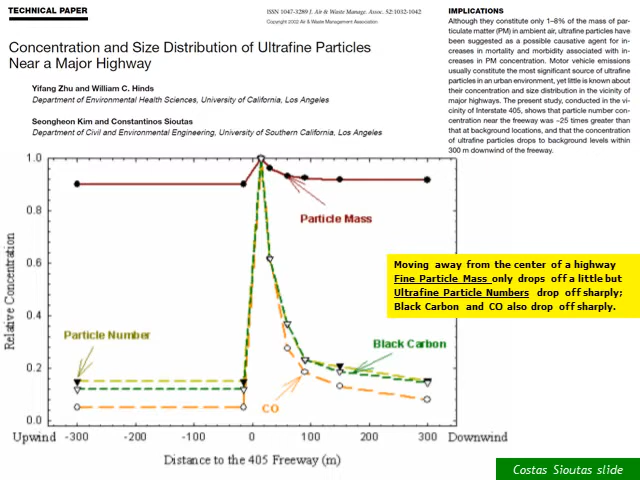 TECHNICAL PAPER
ISSN 1047-3289 J. Air & Waste Manage. Assoc. 52:1032-1042
Copyright 2002 Air & Waste Management Association
Concentration and Size Distribution of Ultrafine Particles
Near a Major Highway
Yifang Zhu and William C. Hinds
Department of Environmental Health Sciences, University of California, Los Angeles
Seongheon Kim and Constantinos Sioutas
Department of Civil and Environmental Engineering, University of Southern California, Los Angeles
IMPLICATIONS
Although they constitute only 1–8% of the mass of par-
ticulate matter (PM) in ambient air, ultrafine particles have
been suggested as a possible causative agent for in-
creases in mortality and morbidity associated with in-
creases in PM concentration. Motor vehicle emissions
usually constitute the most significant source of ultrafine
particles in an urban environment, yet little is known about
their concentration and size distribution in the vicinity of
major highways. The present study, conducted in the vi-
cinity of Interstate 405, shows that particle number con-
centration near the freeway was ~25 times greater than
that at background locations, and that the concentration
of ultrafine particles drops to background levels within
300 m downwind of the freeway.
Relative Concentration
1.0
0.8
0.6
0.4
0.2
0.0
Particle Mass
Particle Number
Black Carbon
CO
Upwind -300 -200 -100 0 100 200 300 Downwind
Distance to the 405 Freeway (m)
Moving away from the center of a highway
Fine Particle Mass only drops off a little but
Ultrafine Particle Numbers drop off sharply;
Black Carbon and CO also drop off sharply.
Costas Sioutas slide